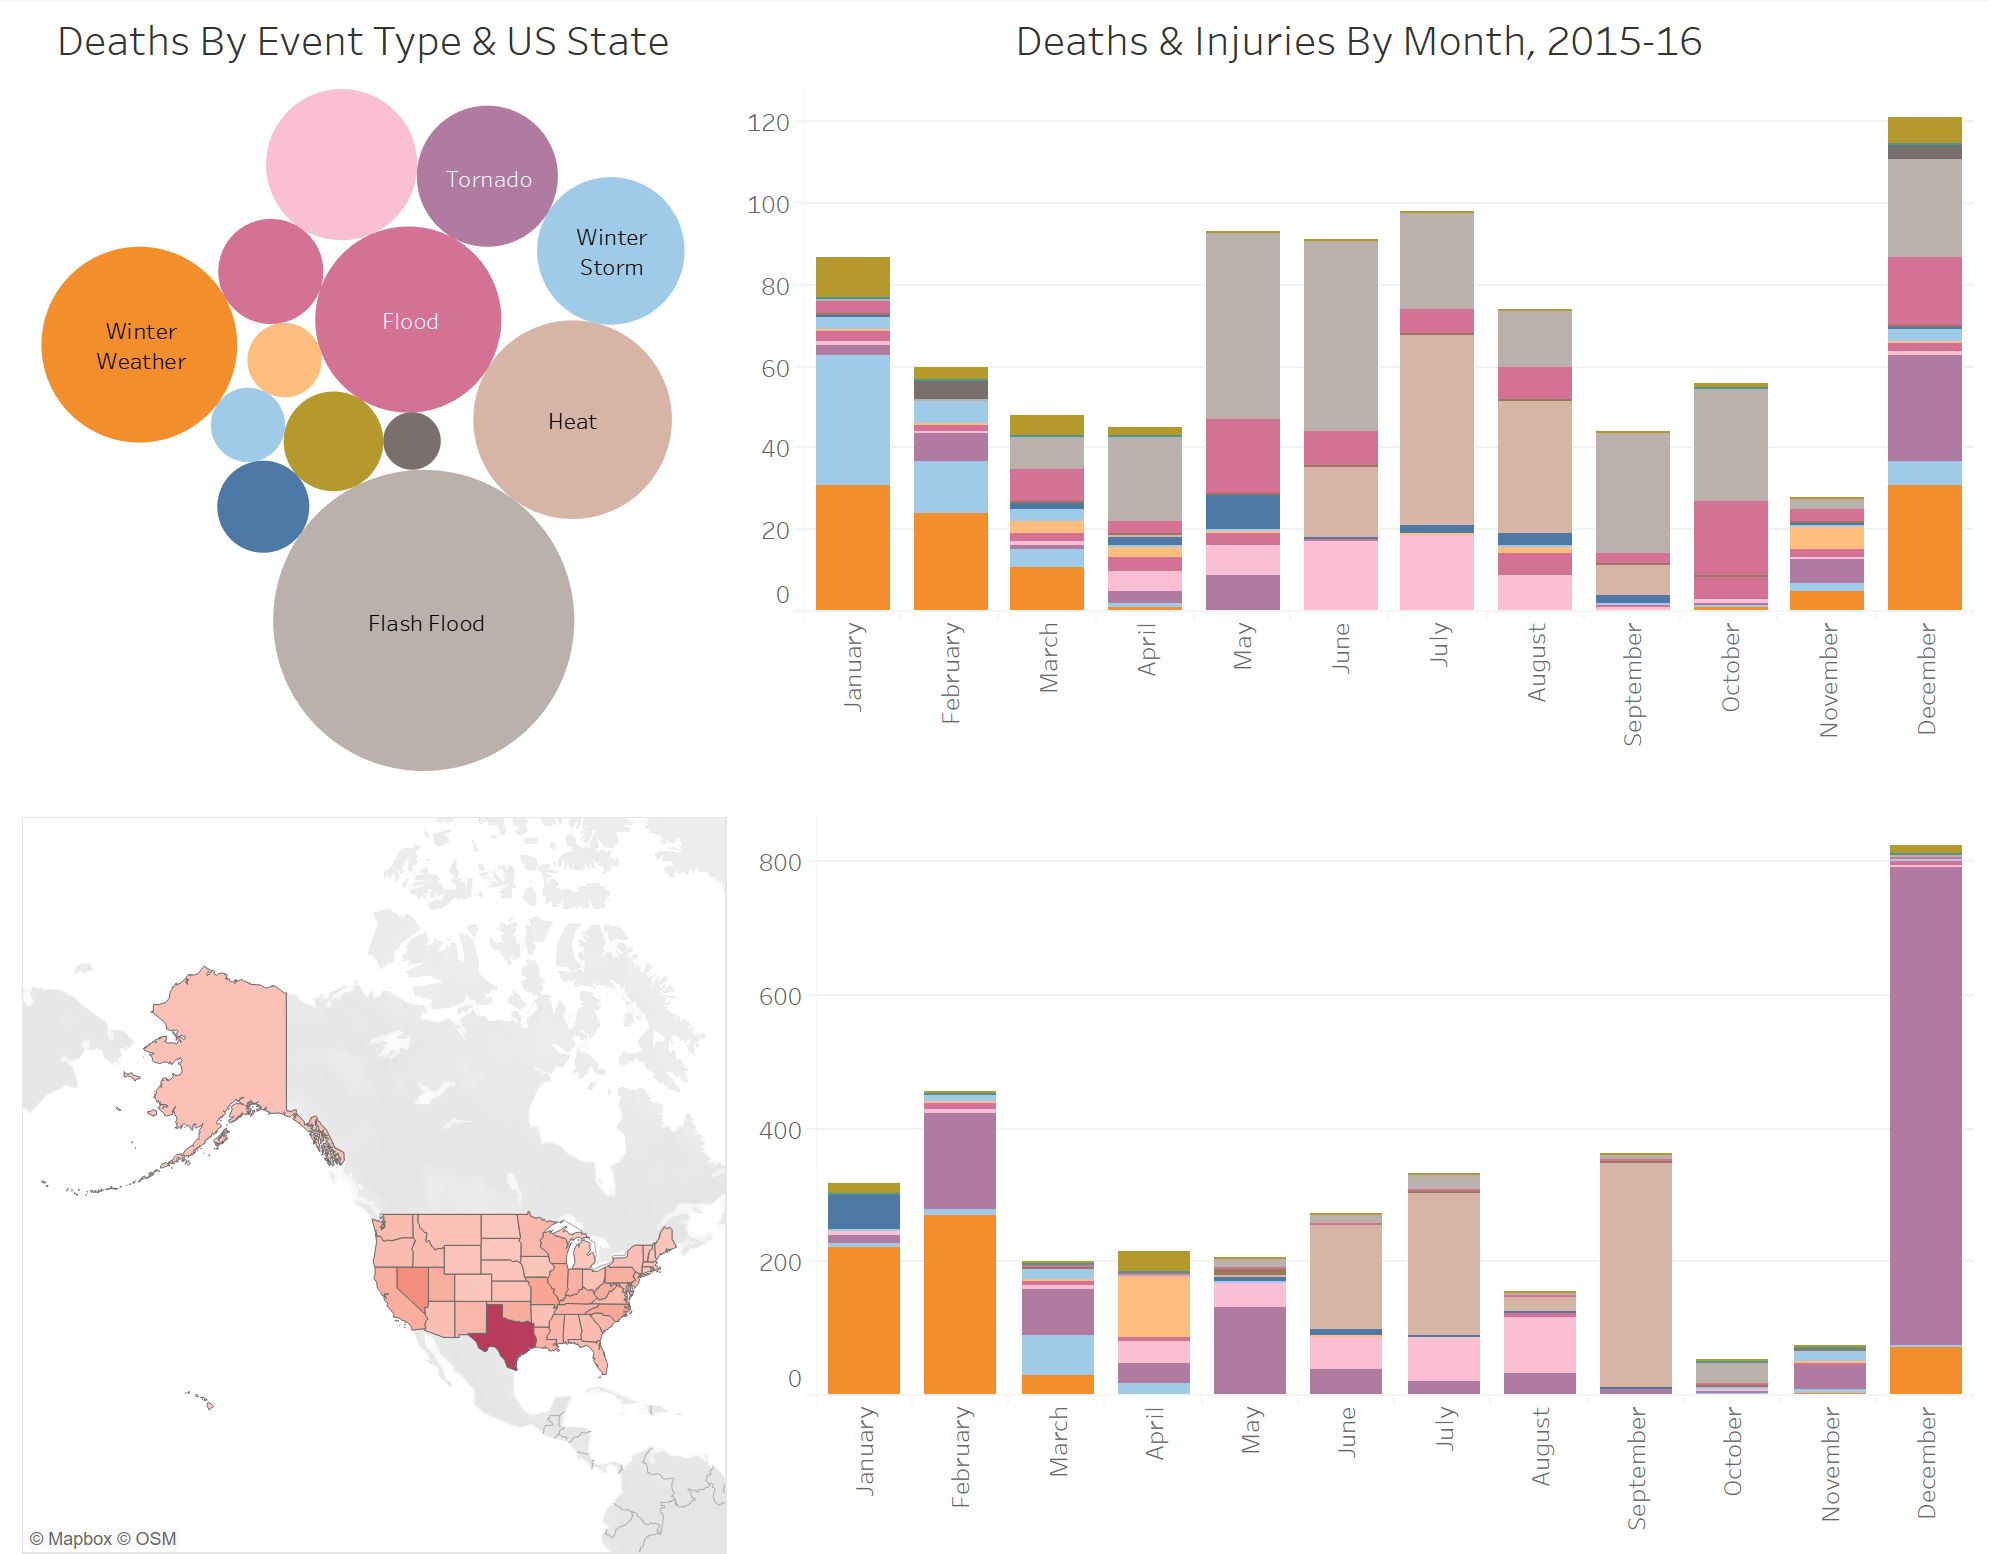 Deaths By Event Type & US State
Tornado
Winter
Storm
Flood
Winter
Weather
Heat
Flash Flood
Deaths & Injuries By Month, 2015-16
120
100
80
60
40
20
0
January
February
March
April
May
June
July
August
September
October
November
December
© Mapbox © OSM
800
600
400
200
0
January
February
March
April
May
June
July
August
September
October
November
December